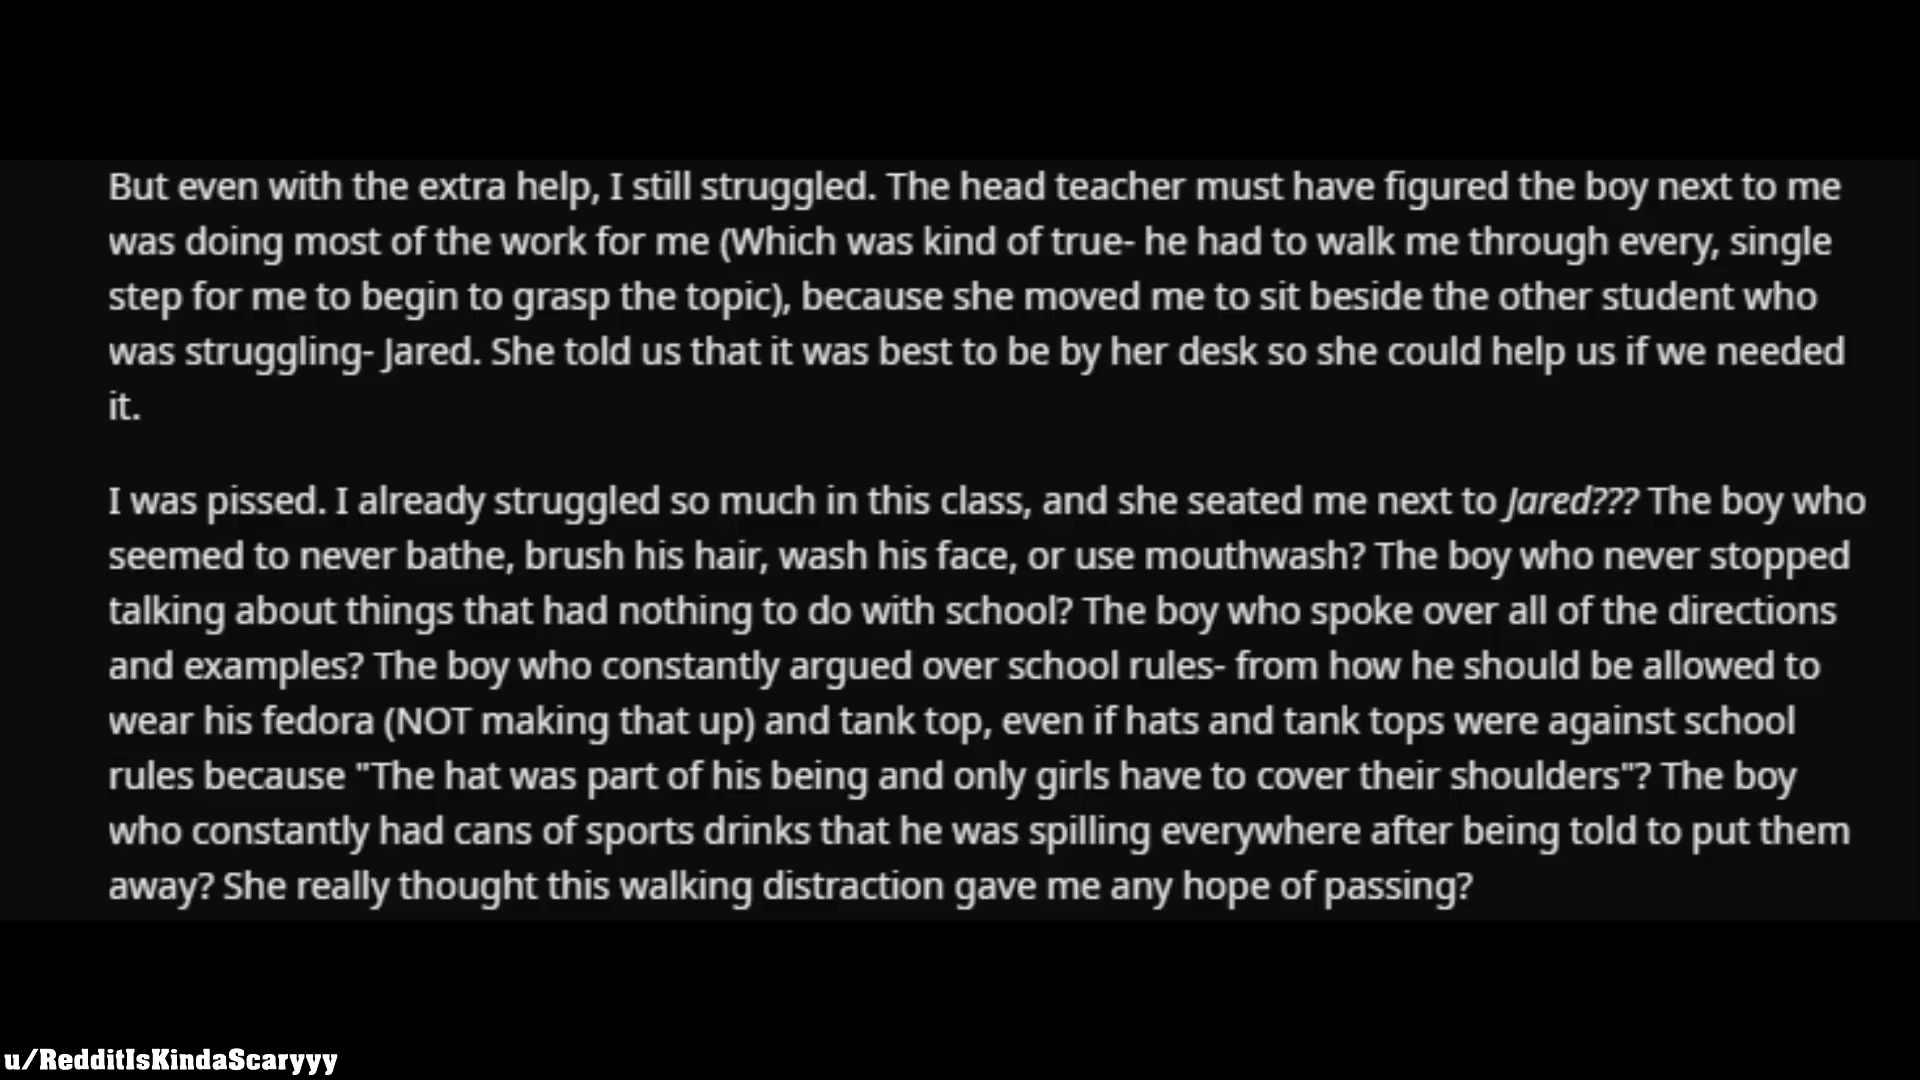 But even with the extra help, I still struggled. The head teacher must have figured the boy next to me
was doing most of the work for me (Which was kind of true- he had to walk me through every, single
step for me to begin to grasp the topic), because she moved me to sit beside the other student who
was struggling- Jared. She told us that it was best to be by her desk so she could help us if we needed
it.
I was pissed. I already struggled so much in this class, and she seated me next to Jared??? The boy who
seemed to never bathe, brush his hair, wash his face, or use mouthwash? The boy who never stopped
talking about things that had nothing to do with school? The boy who spoke over all of the directions
and examples? The boy who constantly argued over school rules- from how he should be allowed to
wear his fedora (NOT making that up) and tank top, even if hats and tank tops were against school
rules because "The hat was part of his being and only girls have to cover their shoulders"? The boy
who constantly had cans of sports drinks that he was spilling everywhere after being told to put them
away? She really thought this walking distraction gave me any hope of passing?
u/RedditIsKindaScaryyy